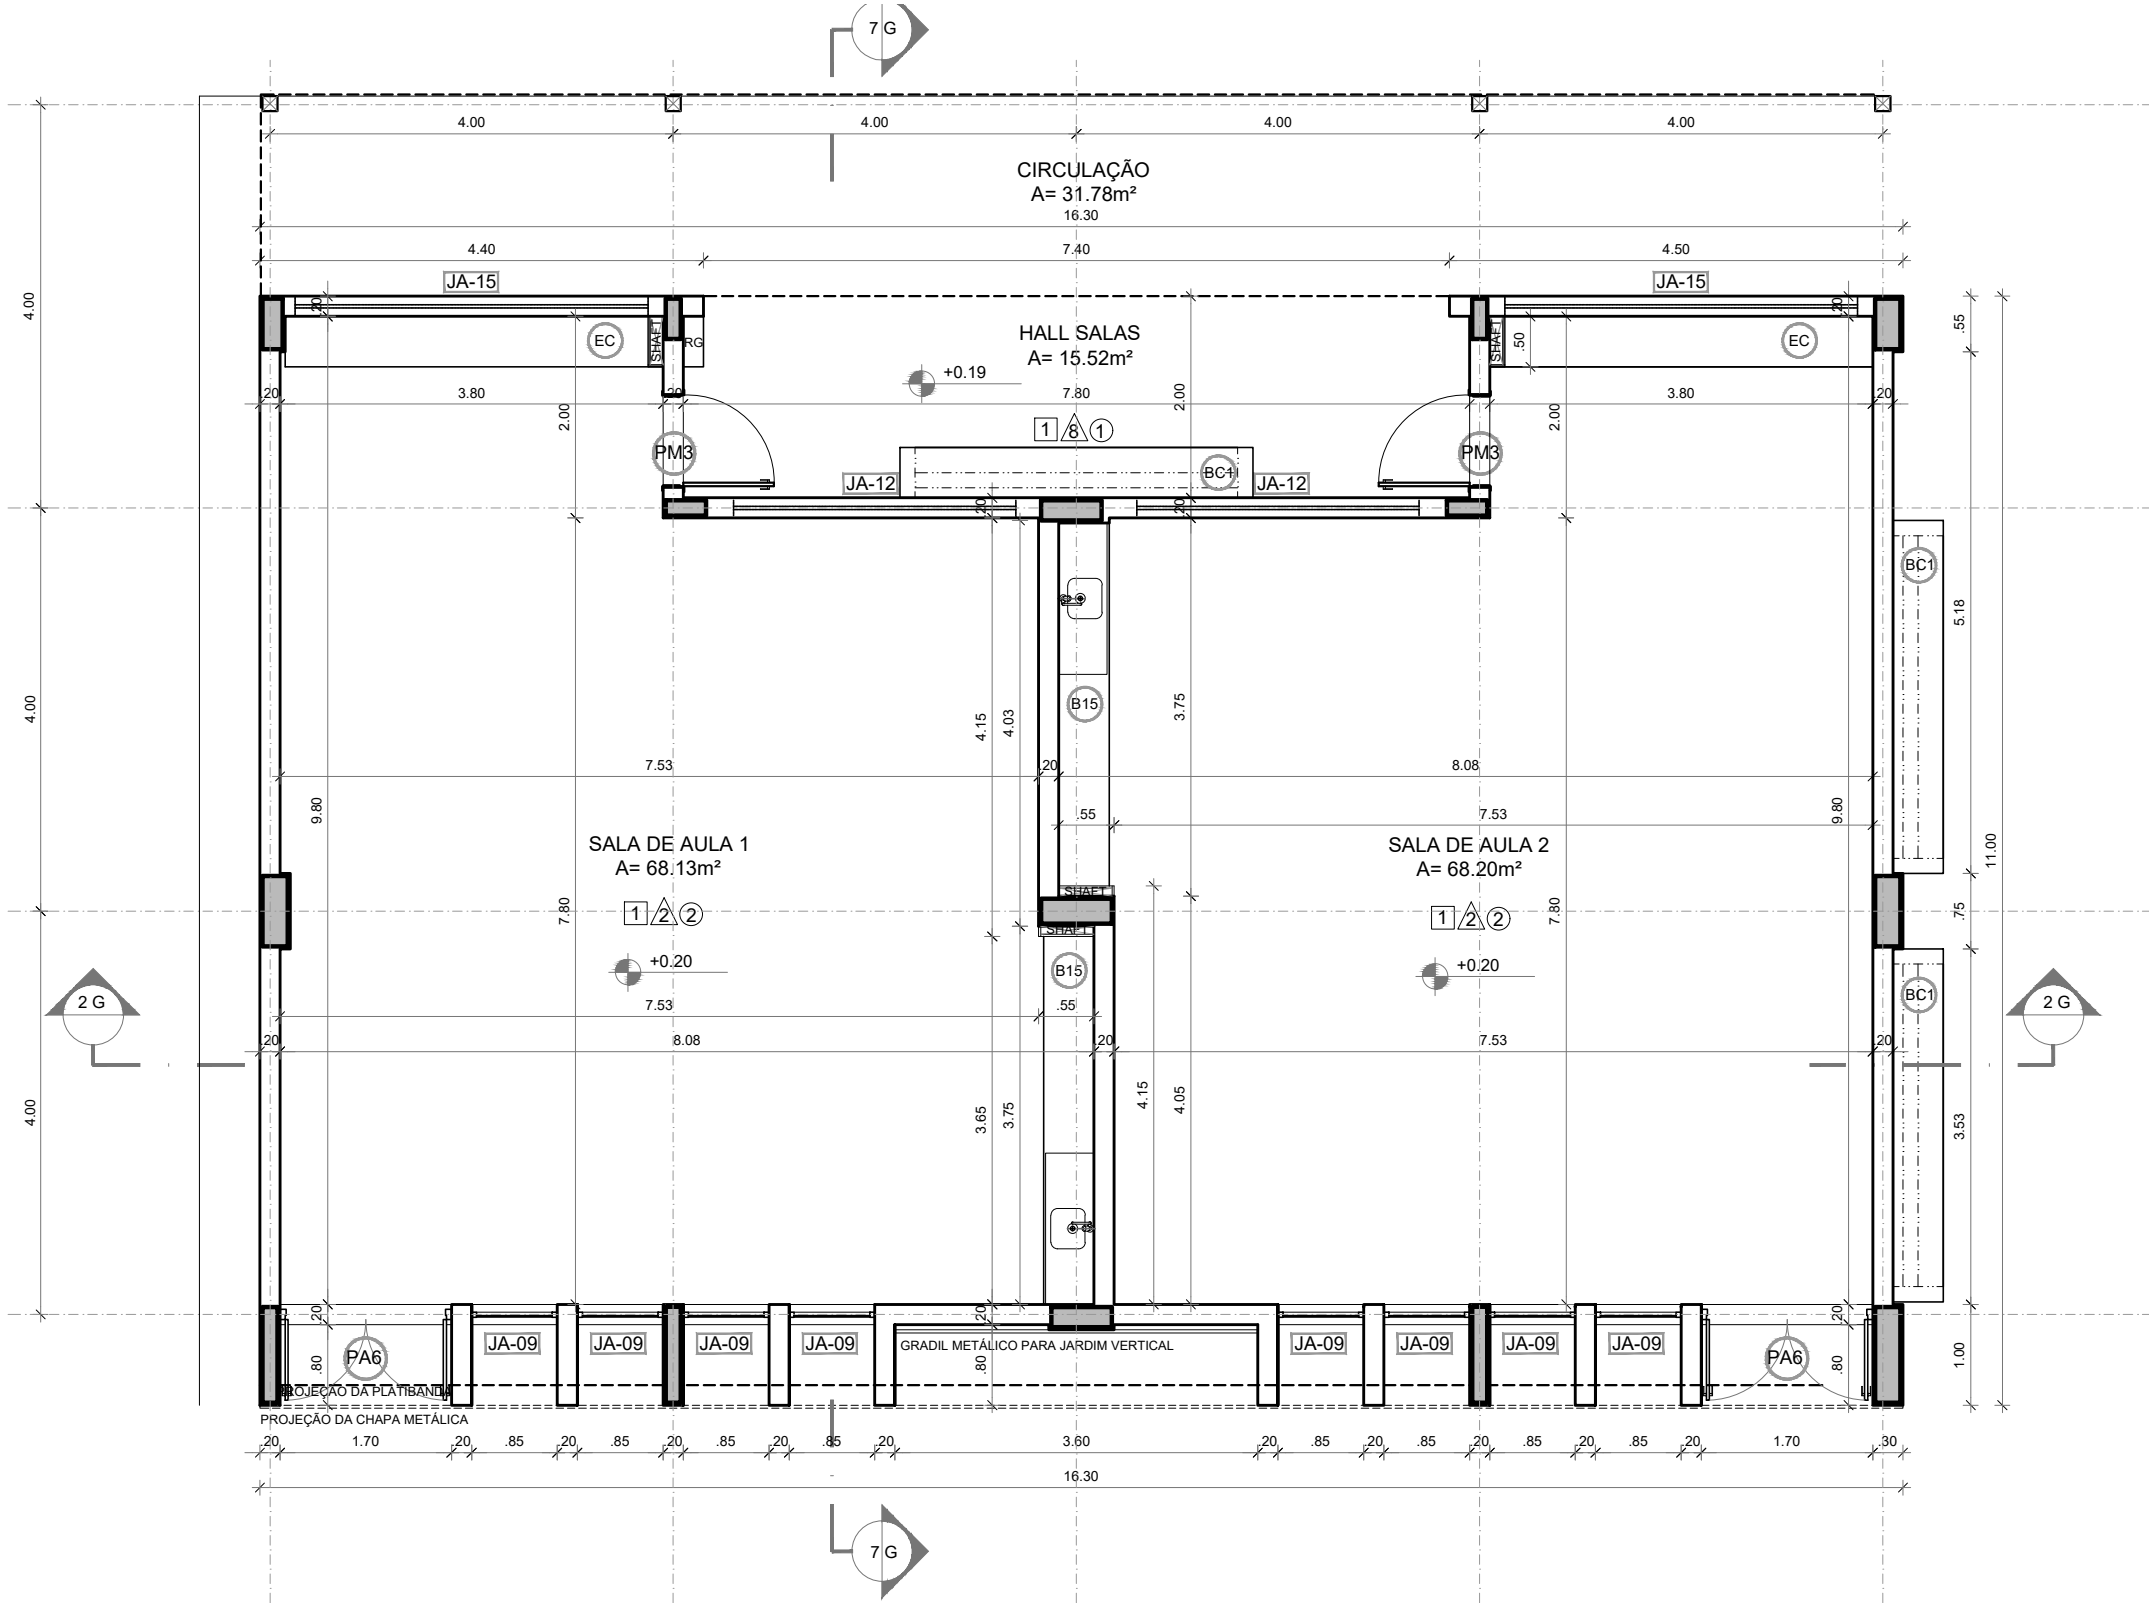 7 G
4.00 4.00 4.00 4.00
CIRCULAÇÃO
A= 31.78m²
16.30
4.40 7.40 4.50
JA-15 JA-15
4.00 .20 .20 .55
HALL SALAS
A= 15.52m²
EC SHAFT RG SHAFT .50 EC
+0.19
.20 3.80 .20 7.80 2.00 3.80 .20
2.00 2.00
1 8 1
PM3 PM3
JA-12 BC1 JA-12
.20 .20
BC1
5.18
4.00 4.15 4.03 B15 3.75
7.53 .20 8.08
9.80 .55 7.53 9.80
SALA DE AULA 1
A= 68.13m²
SALA DE AULA 2
A= 68.20m²
11.00
SHAFT
7.80 1 2 2 1 2 2 7.80 .75
SHAFT
+0.20 B15 +0.20
2 G BC1 2 G
7.53 .55
.20 8.08 .20 7.53 .20
4.00 3.65 3.75 4.15 4.05 3.53
.20 .20 .20
PA6 JA-09 JA-09 JA-09 JA-09 GRADIL METÁLICO PARA JARDIM VERTICAL JA-09 JA-09 JA-09 JA-09 PA6
.80 .80 .80 1.00
PROJEÇÃO DA PLATIBANDA
PROJEÇÃO DA CHAPA METÁLICA
.20 1.70 .20 .85 .20 .85 .20 .85 .20 .85 .20 3.60 .20 .85 .20 .85 .20 .85 .20 .85 .20 1.70 .30
16.30
7 G